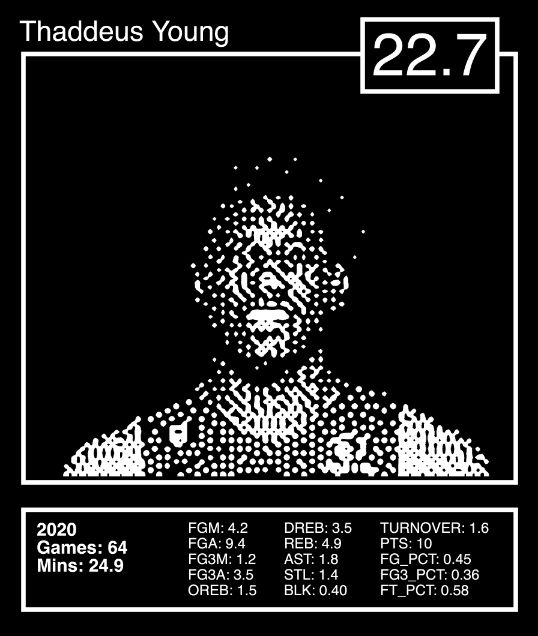 Thaddeus Young
22.7
2020
Games: 64
Mins: 24.9
FGM: 4.2
FGA: 9.4
FG3M: 1.2
FG3A: 3.5
OREB: 1.5
DREB: 3.5
REB: 4.9
AST: 1.8
STL: 1.4
BLK: 0.40
TURNOVER: 1.6
PTS: 10
FG_PCT: 0.45
FG3_PCT: 0.36
FT_PCT: 0.58